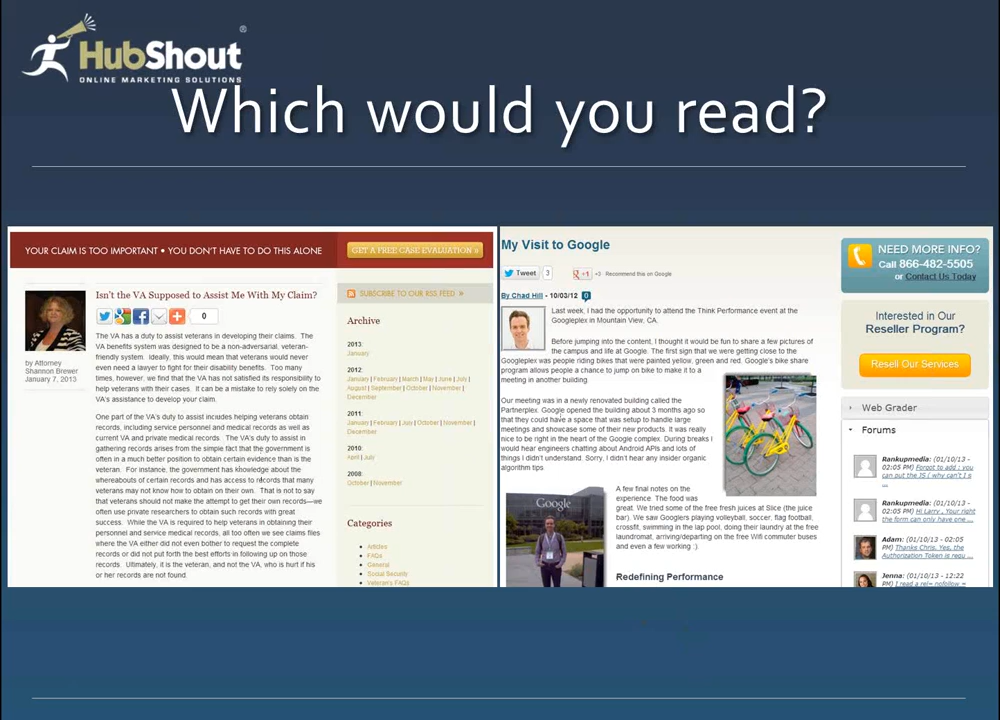 HubShout®
ONLINE MARKETING SOLUTIONS
Which would you read?
YOUR CLAIM IS TOO IMPORTANT • YOU DON'T HAVE TO DO THIS ALONE
GET A FREE CASE EVALUATION »
Isn't the VA Supposed to Assist Me With My Claim?
0
by Attorney
Shannon Brewer
January 7, 2013
The VA has a duty to assist veterans in developing their claims. The
VA benefits system was designed to be a non-adversarial, veteran-
friendly system. Ideally, this would mean that veterans would never
even need a lawyer to fight for their disability benefits. Too many
times, however, we find that the VA has not satisfied its responsibility to
help veterans with their cases. It can be a mistake to rely solely on the
VA's assistance to develop your claim.
One part of the VA's duty to assist includes helping veterans obtain
records, including service personnel and medical records as well as
current VA and private medical records. The VA's duty to assist in
gathering records arises from the simple fact that the government is
often in a much better position to obtain certain evidence than is the
veteran. For instance, the government has knowledge about the
whereabouts of certain records and has access to records that many
veterans may not know how to obtain on their own. That is not to say
that veterans should not make the attempt to get their own records—we
often use private researchers to obtain such records with great
success. While the VA is required to help veterans in obtaining their
personnel and service medical records, all too often we see claims files
where the VA either did not even bother to request the complete
records or did not put forth the best efforts in following up on those
records. Ultimately, it is the veteran, and not the VA, who is hurt if his
or her records are not found.
SUBSCRIBE TO OUR RSS FEED »
Archive
2013:
January
2012:
January | February | March | May | June | July |
August | September | October | November |
December
2011:
January | February | July | October | November |
December
2010:
April | July
2008:
October | November
Categories
Articles
FAQs
General
Social Security
Veteran's FAQs
My Visit to Google
Tweet 3 +1 +3 Recommend this on Google
By Chad Hill - 10/03/12 0
Last week, I had the opportunity to attend the Think Performance event at the
Googleplex in Mountain View, CA.
Before jumping into the content, I thought it would be fun to share a few pictures of
the campus and life at Google. The first sign that we were getting close to the
Googleplex was people riding bikes that were painted yellow, green and red. Google's bike share
program allows people a chance to jump on bike to make it to a
meeting in another building.
Our meeting was in a newly renovated building called the
Partnerplex. Google opened the building about 3 months ago so
that they could have a space that was setup to handle large
meetings and showcase some of their new products. It was really
nice to be right in the heart of the Google complex. During breaks I
would hear engineers chatting about Android APIs and lots of
things I didn't understand. Sorry, I didn't hear any insider organic
algorithm tips.
Google
A few final notes on the
experience. The food was
great. We tried some of the free fresh juices at Slice (the juice
bar). We saw Googlers playing volleyball, soccer, flag football,
crossfit, swimming in the lap pool, doing their laundry at the free
laundromat, arriving/departing on the free Wifi commuter buses
and even a few working :)
Redefining Performance
NEED MORE INFO?
Call 866-482-5505
or Contact Us Today
Interested in Our
Reseller Program?
Resell Our Services
Web Grader
Forums
Rankupmedia: (01/10/13 -
02:05 PM) Forgot to add : you
can put the JS ( why can't I s
...
Rankupmedia: (01/10/13 -
02:05 PM) Hi Larry , Your right
the form can only have one ...
Adam: (01/10/13 - 02:05
PM) Thanks Chris. Yes, the
Authorization Token is requ ...
Jenna: (01/10/13 - 12:22
PM) I read a rel= nofollow =